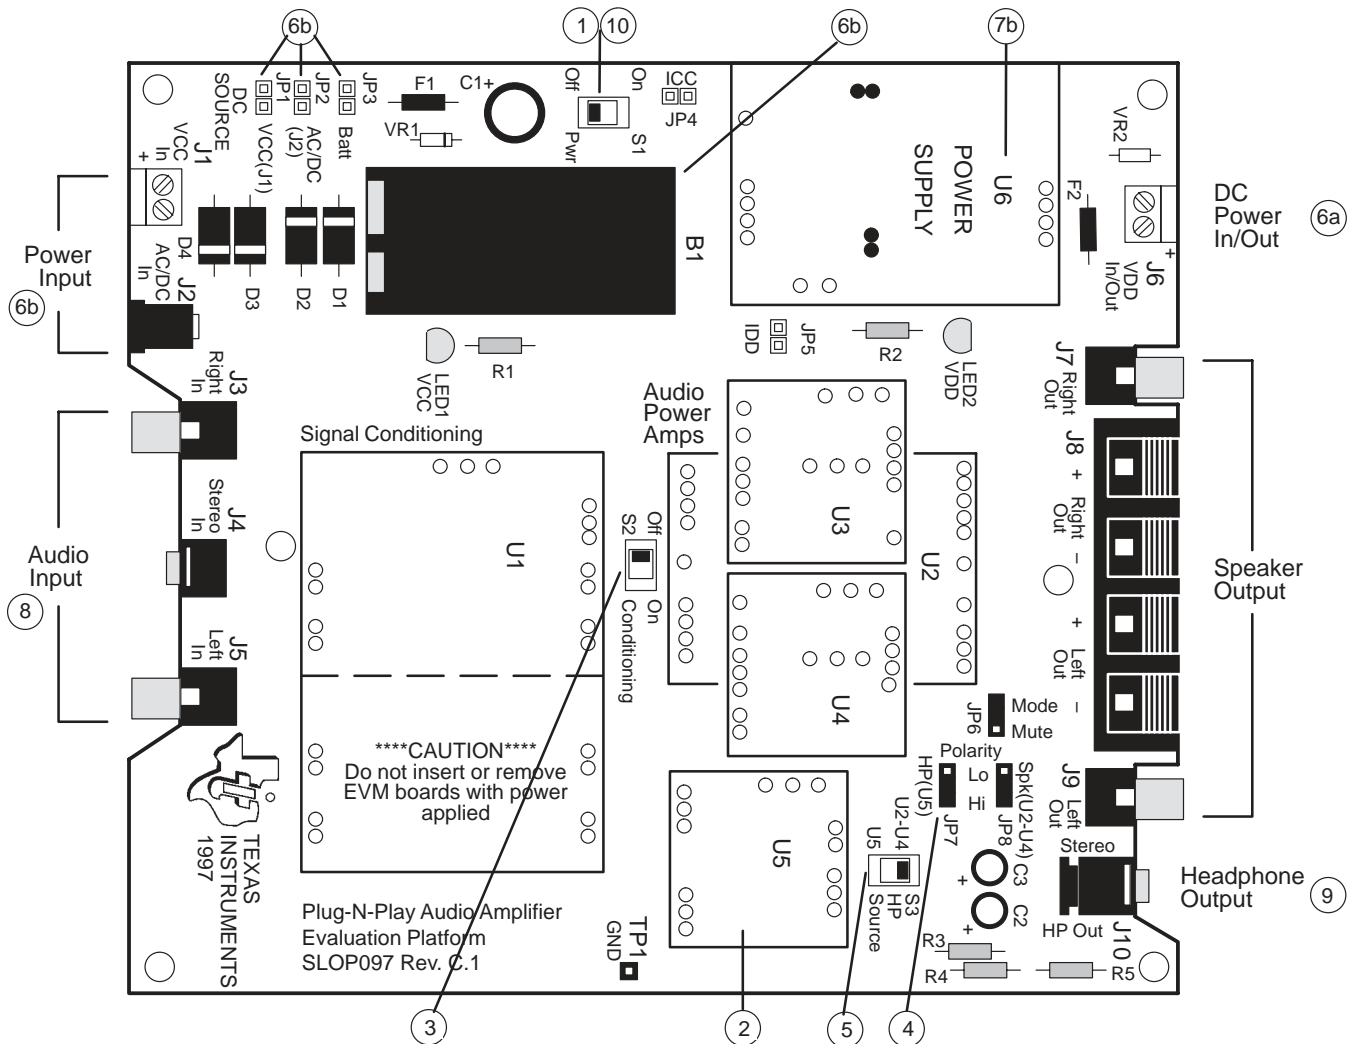 6b
1
10
6b
7b
DC
SOURCE
JP1
VCC(J1)
JP2
AC/DC
(J2)
JP3
Batt
F1
VR1
C1+
Off
On
Pwr
S1
ICC
JP4
U6
POWER
SUPPLY
VR2
F2
J1
VCC
In
+
J6
VDD
In/Out
+
DC
Power
In/Out
6a
Power
Input
6b
D4
J2
AC/DC
In
D3
D2
D1
B1
LED1
VCC
R1
IDD
JP5
R2
LED2
VDD
J3
Right
In
Signal Conditioning
Audio
Power
Amps
J7
Right
Out
J8
+
Right
Out
–
+
Left
Out
–
J4
Stereo
In
U1
S2
Off
On
Conditioning
U3
U2
U4
Audio
Input
8
Speaker
Output
J5
Left
In
****CAUTION****
Do not insert or remove
EVM boards with power
applied
JP6
Mode
Mute
Polarity
Lo
Hi
HP(U5)
JP7
Spk(U2-U4)
JP8
J9
Left
Out
TEXAS
INSTRUMENTS
1997
U5
U5
U2-U4
S3
HP
Source
+
C3
C2
+
Stereo
HP Out
J10
Headphone
Output
9
Plug-N-Play Audio Amplifier
Evaluation Platform
SLOP097 Rev. C.1
TP1
GND
R3
R4
R5
3
2
5
4